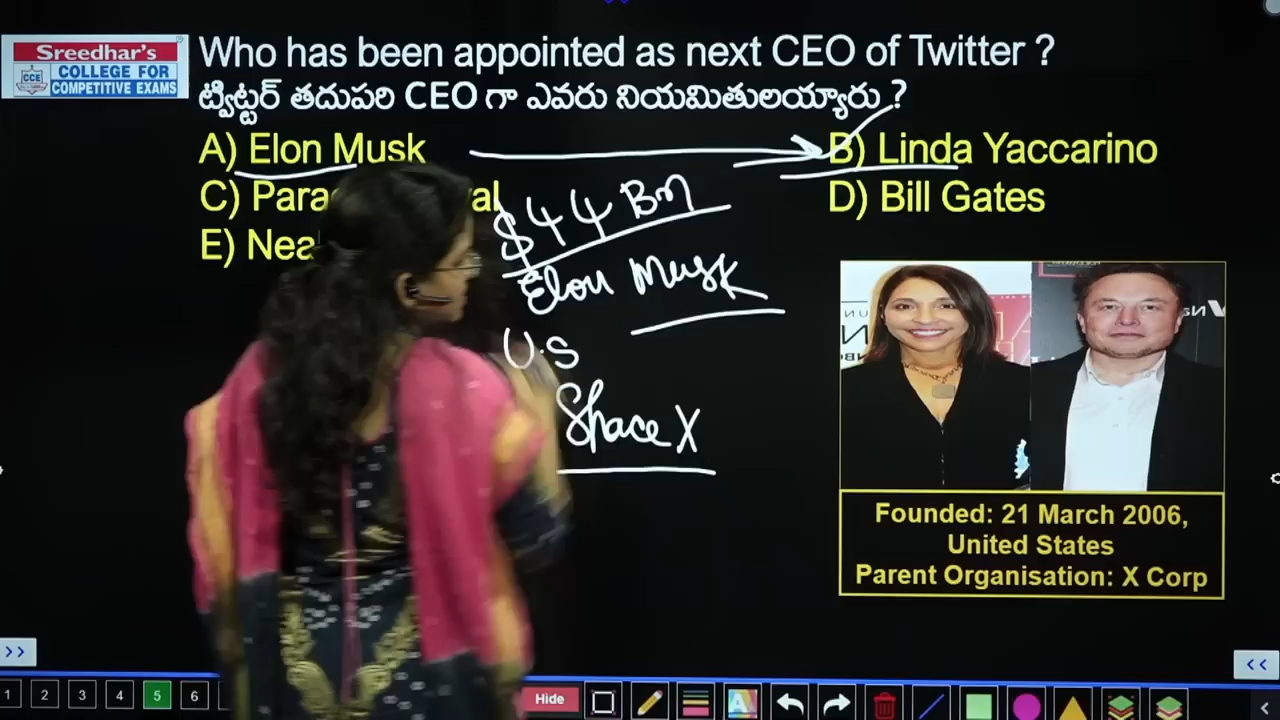 Sreedhar's
CCE
COLLEGE FOR
COMPETITIVE EXAMS
Who has been appointed as next CEO of Twitter ?
ట్విట్టర్ తదుపరి CEO గా ఎవరు నియమితులయ్యారు ?
A) Elon Musk
B) Linda Yaccarino
C)
D) Bill Gates
E)
$44 Bn
Elon Musk
U.S
Space X
Founded: 21 March 2006,
United States
Parent Organisation: X Corp
>>
<<
1 2 3 4 5 6
Hide